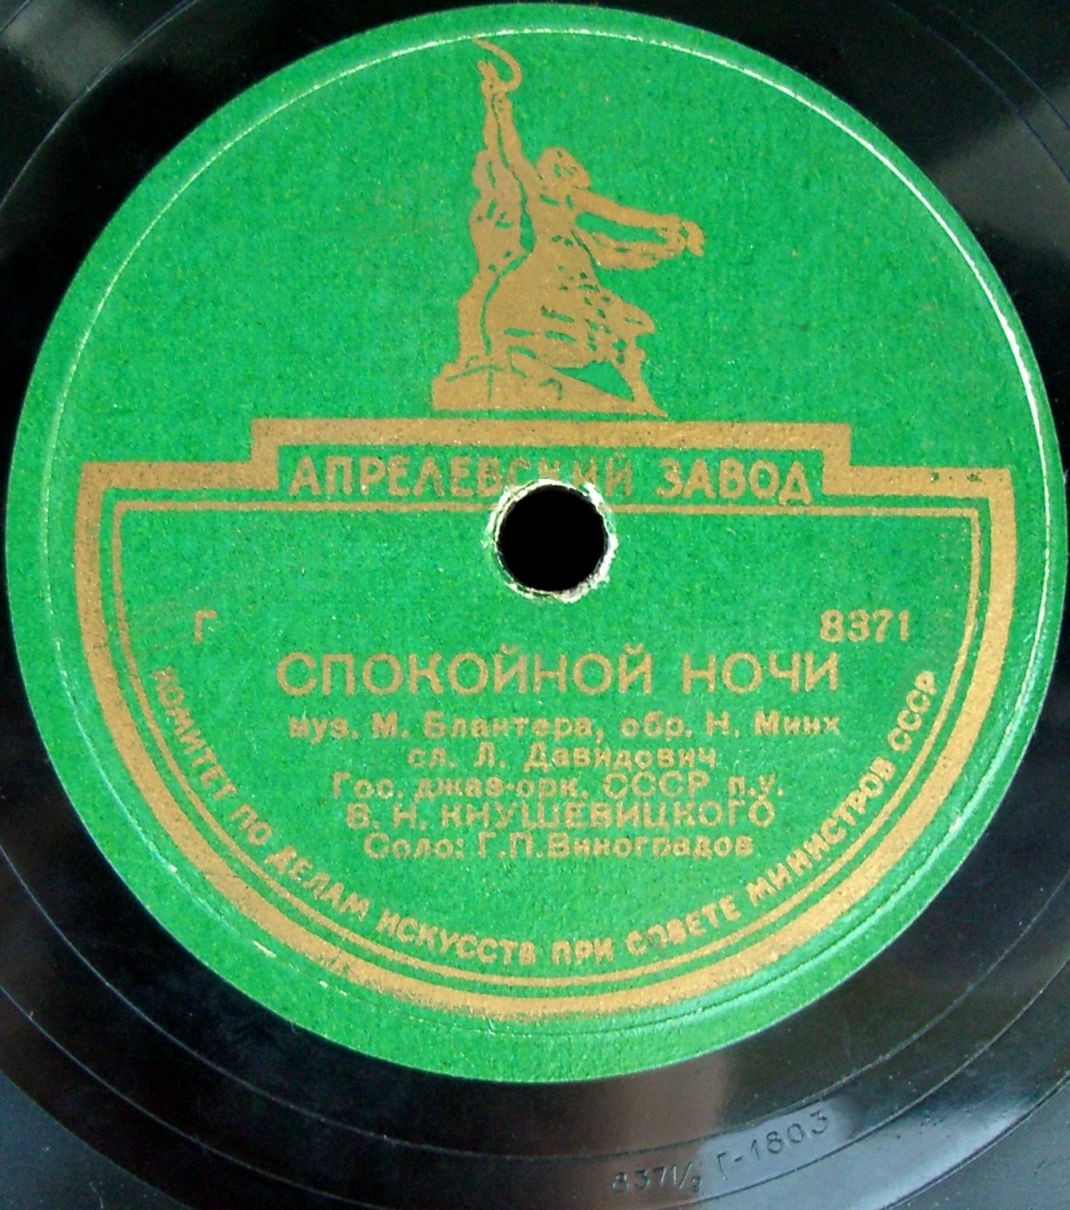 АПРЕЛЕВСКИЙ ЗАВОД
Г 8371
СПОКОЙНОЙ НОЧИ
муз. М. Блантера, обр. Н. Минх
сл. Л. Давидович
Гос. джаз-орк. СССР п.у.
В. Н. КНУШЕВИЦКОГО
Соло: Г.П.Виноградов
КОМИТЕТ ПО ДЕЛАМ ИСКУССТВ ПРИ СОВЕТЕ МИНИСТРОВ СССР
8371/2 Г-1803